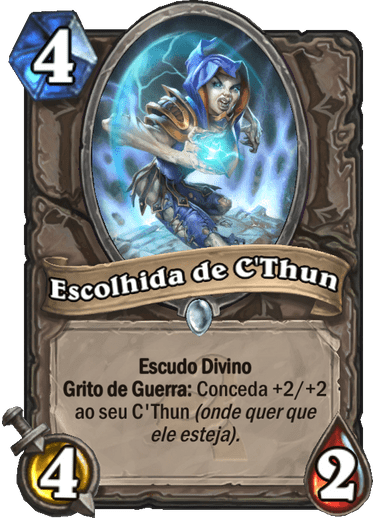 4
Escolhida de C'Thun
Escudo Divino
Grito de Guerra: Conceda +2/+2
ao seu C'Thun (onde quer que
ele esteja).
4
2